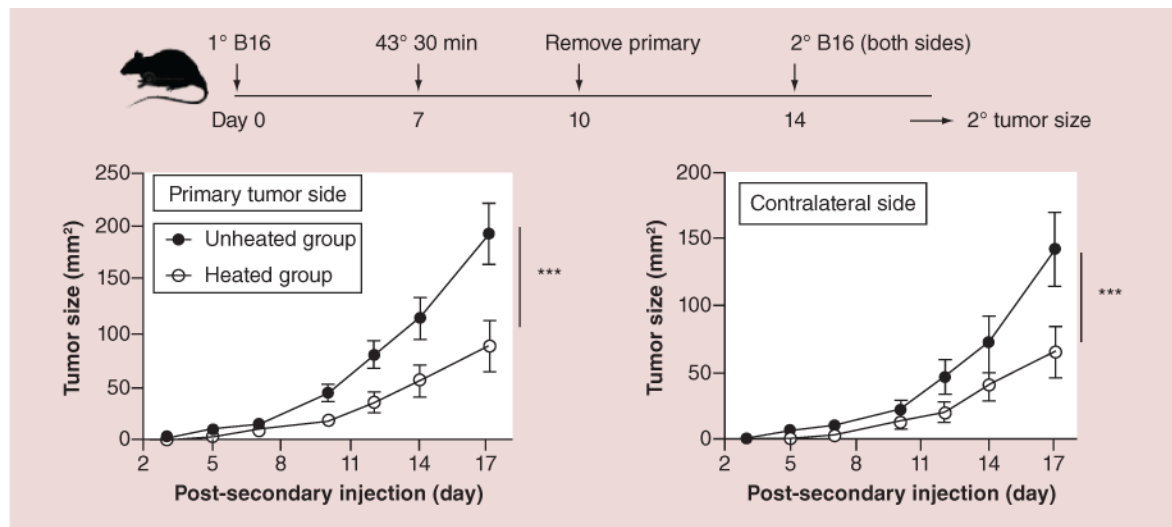 1° B16 43° 30 min Remove primary 2° B16 (both sides)
Day 0 7 10 14 2° tumor size
Primary tumor side
Unheated group
Heated group
Tumor size (mm²)
250
200
150
100
50
0
2 5 8 11 14 17
Post-secondary injection (day)
***
Contralateral side
Tumor size (mm²)
200
150
100
50
0
2 5 8 11 14 17
Post-secondary injection (day)
***